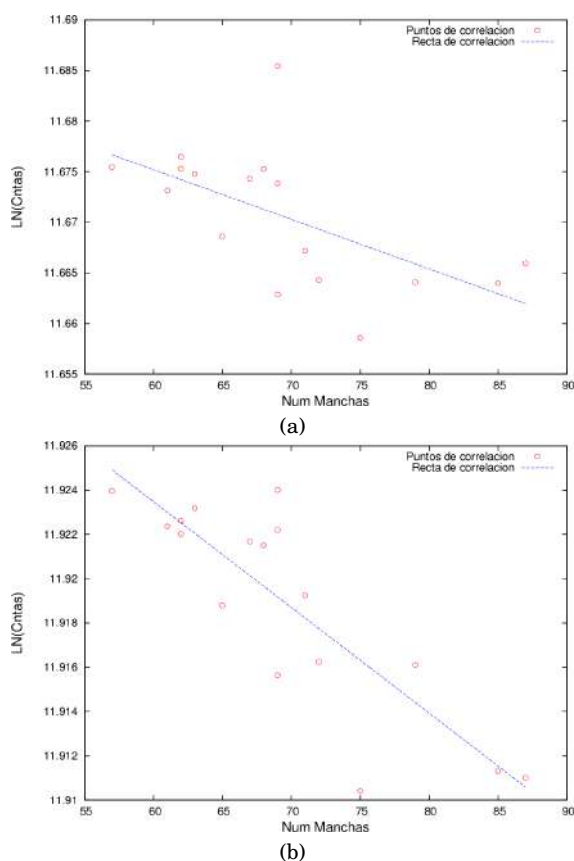 11.69
11.685
11.68
11.675
11.67
11.665
11.66
11.655
LN(Cntas)
Puntos de correlacion
Recta de correlacion
55 60 65 70 75 80 85 90
Num Manchas
(a)
11.926
11.924
11.922
11.92
11.918
11.916
11.914
11.912
11.91
LN(Cntas)
Puntos de correlacion
Recta de correlacion
55 60 65 70 75 80 85 90
Num Manchas
(b)